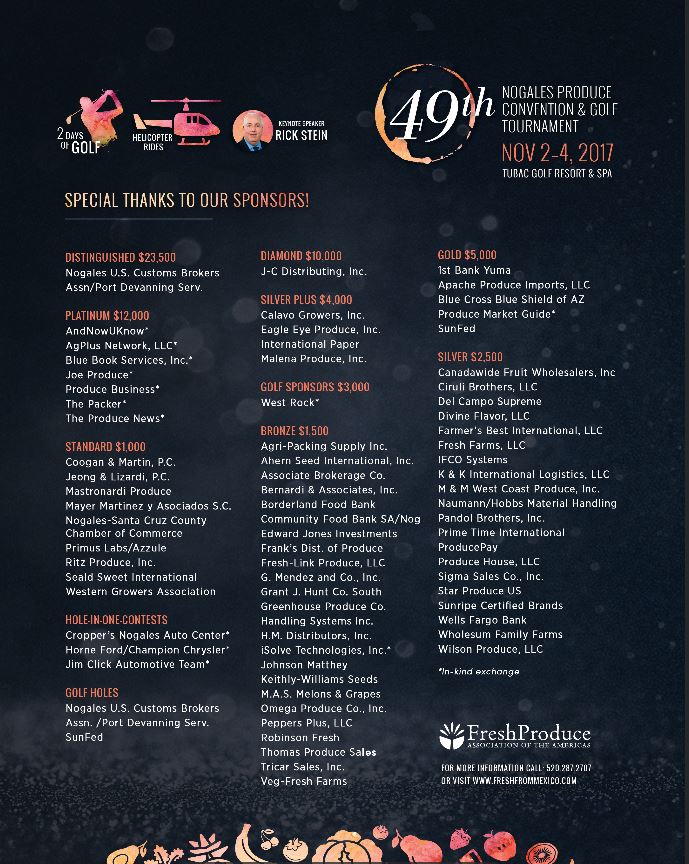 2 DAYS
OF GOLF
HELICOPTER
RIDES
KEYNOTE SPEAKER
RICK STEIN
49th
NOGALES PRODUCE
CONVENTION & GOLF
TOURNAMENT
NOV 2-4, 2017
TUBAC GOLF RESORT & SPA
SPECIAL THANKS TO OUR SPONSORS!
DISTINGUISHED $23,500
Nogales U.S. Customs Brokers
Assn/Port Devanning Serv.
PLATINUM $12,000
AndNowUKnow*
AgPlus Network, LLC*
Blue Book Services, Inc.*
Joe Produce*
Produce Business*
The Packer*
The Produce News*
STANDARD $1,000
Coogan & Martin, P.C.
Jeong & Lizardi, P.C.
Mastronardi Produce
Mayer Martinez y Asociados S.C.
Nogales-Santa Cruz County
Chamber of Commerce
Primus Labs/Azzule
Ritz Produce, Inc.
Seald Sweet International
Western Growers Association
HOLE-IN-ONE-CONTESTS
Cropper's Nogales Auto Center*
Horne Ford/Champion Chrysler*
Jim Click Automotive Team*
GOLF HOLES
Nogales U.S. Customs Brokers
Assn. /Port Devanning Serv.
SunFed
DIAMOND $10,000
J-C Distributing, Inc.
SILVER PLUS $4,000
Calavo Growers, Inc.
Eagle Eye Produce, Inc.
International Paper
Malena Produce, Inc.
GOLF SPONSORS $3,000
West Rock*
BRONZE $1,500
Agri-Packing Supply Inc.
Ahern Seed International, Inc.
Associate Brokerage Co.
Bernardi & Associates, Inc.
Borderland Food Bank
Community Food Bank SA/Nog
Edward Jones Investments
Frank's Dist. of Produce
Fresh-Link Produce, LLC
G. Mendez and Co., Inc.
Grant J. Hunt Co. South
Greenhouse Produce Co.
Handling Systems Inc.
H.M. Distributors, Inc.
iSolve Technologies, Inc.*
Johnson Matthey
Keithly-Williams Seeds
M.A.S. Melons & Grapes
Omega Produce Co., Inc.
Peppers Plus, LLC
Robinson Fresh
Thomas Produce Sales
Tricar Sales, Inc.
Veg-Fresh Farms
GOLD $5,000
1st Bank Yuma
Apache Produce Imports, LLC
Blue Cross Blue Shield of AZ
Produce Market Guide*
SunFed
SILVER $2,500
Canadawide Fruit Wholesalers, Inc
Ciruli Brothers, LLC
Del Campo Supreme
Divine Flavor, LLC
Farmer's Best International, LLC
Fresh Farms, LLC
IFCO Systems
K & K International Logistics, LLC
M & M West Coast Produce, Inc.
Naumann/Hobbs Material Handling
Pandol Brothers, Inc.
Prime Time International
ProducePay
Produce House, LLC
Sigma Sales Co., Inc.
Star Produce US
Sunripe Certified Brands
Wells Fargo Bank
Wholesum Family Farms
Wilson Produce, LLC
*In-kind exchange
FreshProduce
ASSOCIATION OF THE AMERICAS
FOR MORE INFORMATION CALL: 520.287.2707
OR VISIT WWW.FRESHFROMMEXICO.COM